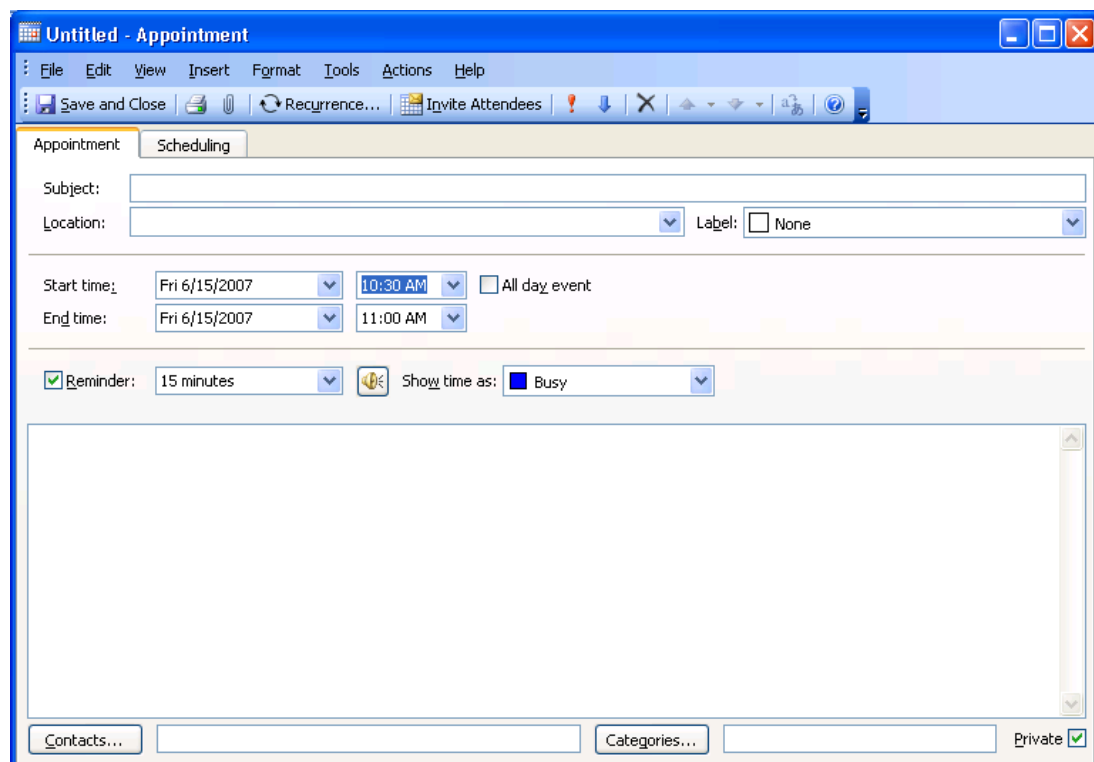 Untitled - Appointment
File Edit View Insert Format Tools Actions Help
Save and Close Recurrence... Invite Attendees
Appointment Scheduling
Subject:
Location: Label: None
Start time: Fri 6/15/2007 10:30 AM All day event
End time: Fri 6/15/2007 11:00 AM
Reminder: 15 minutes Show time as: Busy
Contacts... Categories... Private